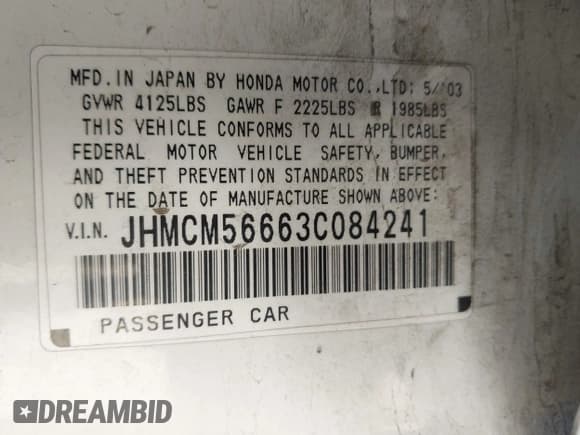 MFD. IN JAPAN BY HONDA MOTOR CO.,LTD: 5/03
GVWR 4125LBS GAWR F 2225LBS R 1985LBS
THIS VEHICLE CONFORMS TO ALL APPLICABLE
FEDERAL MOTOR VEHICLE SAFETY, BUMPER,
AND THEFT PREVENTION STANDARDS IN EFFECT
ON THE DATE OF MANUFACTURE SHOWN ABOVE:
V.I.N. JHMCM56663C084241
PASSENGER CAR
DREAMBID